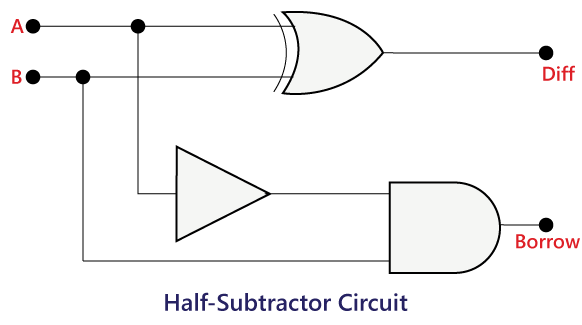 A
B
Diff
Borrow
Half-Subtractor Circuit